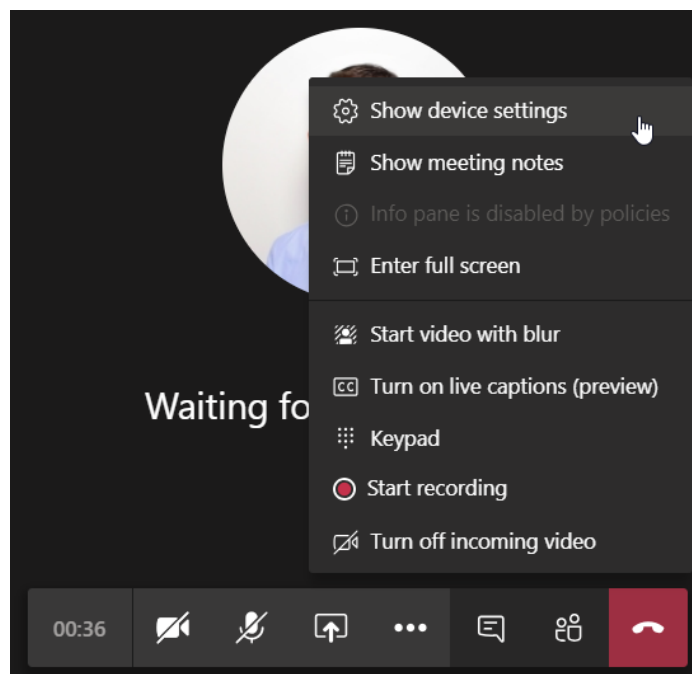 Show device settings
Show meeting notes
Info pane is disabled by policies
Enter full screen
Start video with blur
Waiting fo
CC Turn on live captions (preview)
Keypad
Start recording
Turn off incoming video
00:36